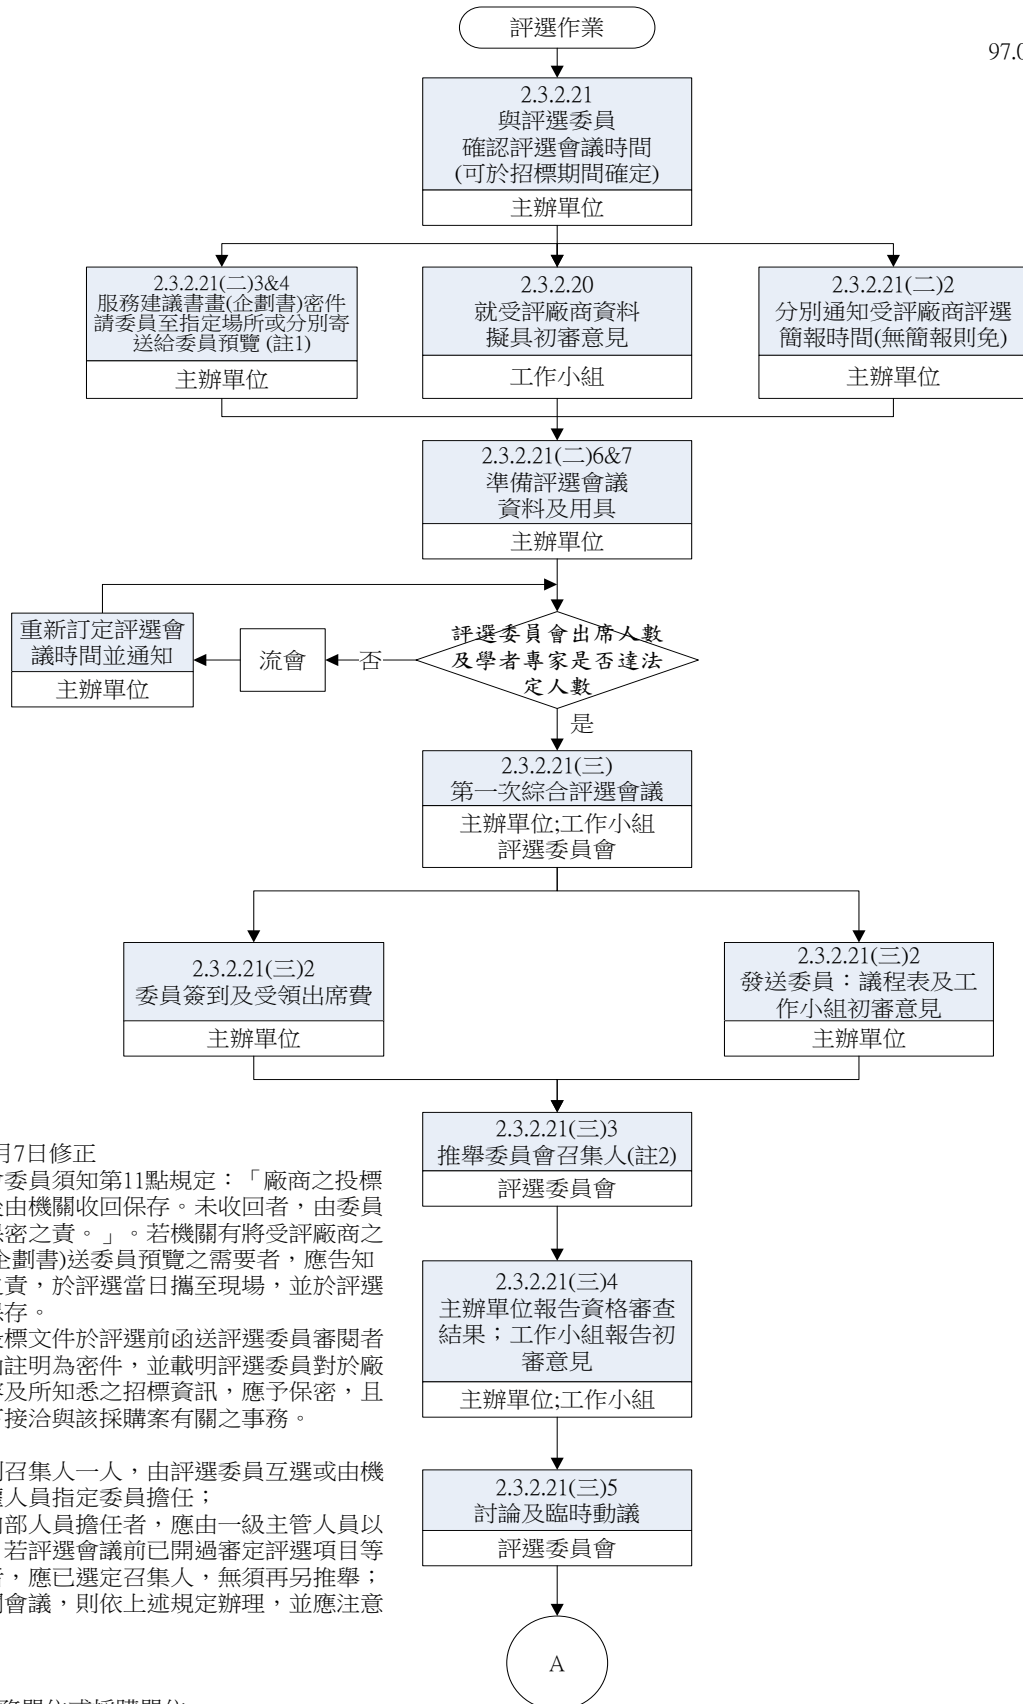 評選作業
97.0
2.3.2.21
與評選委員
確認評選會議時間
(可於招標期間確定)
主辦單位
2.3.2.21(二)3&4
服務建議書畫(企劃書)密件
請委員至指定場所或分別寄
送給委員預覽 (註1)
主辦單位
2.3.2.20
就受評廠商資料
擬具初審意見
工作小組
2.3.2.21(二)2
分別通知受評廠商評選
簡報時間(無簡報則免)
主辦單位
2.3.2.21(二)6&7
準備評選會議
資料及用具
主辦單位
重新訂定評選會
議時間並通知
主辦單位
流會
否
評選委員會出席人數
及學者專家是否達法
定人數
是
2.3.2.21(三)
第一次綜合評選會議
主辦單位;工作小組
評選委員會
2.3.2.21(三)2
委員簽到及受領出席費
主辦單位
2.3.2.21(三)2
發送委員：議程表及工
作小組初審意見
主辦單位
2.3.2.21(三)3
推舉委員會召集人(註2)
評選委員會
2.3.2.21(三)4
主辦單位報告資格審查
結果；工作小組報告初
審意見
主辦單位;工作小組
2.3.2.21(三)5
討論及臨時動議
評選委員會
A
月7日修正
委員須知第11點規定：「廠商之投標
由機關收回保存。未收回者，由委員
保密之責。」。若機關有將受評廠商之
企劃書)送委員預覽之需要者，應告知
之責，於評選當日攜至現場，並於評選
保存。
投標文件於評選前函送評選委員審閱者
註明為密件，並載明評選委員對於廠
及所知悉之招標資訊，應予保密，且
接洽與該採購案有關之事務。
召集人一人，由評選委員互選或由機
人員指定委員擔任；
內部人員擔任者，應由一級主管人員以
若評選會議前已開過審定評選項目等
，應已選定召集人，無須再另推舉；
會議，則依上述規定辦理，並應注意